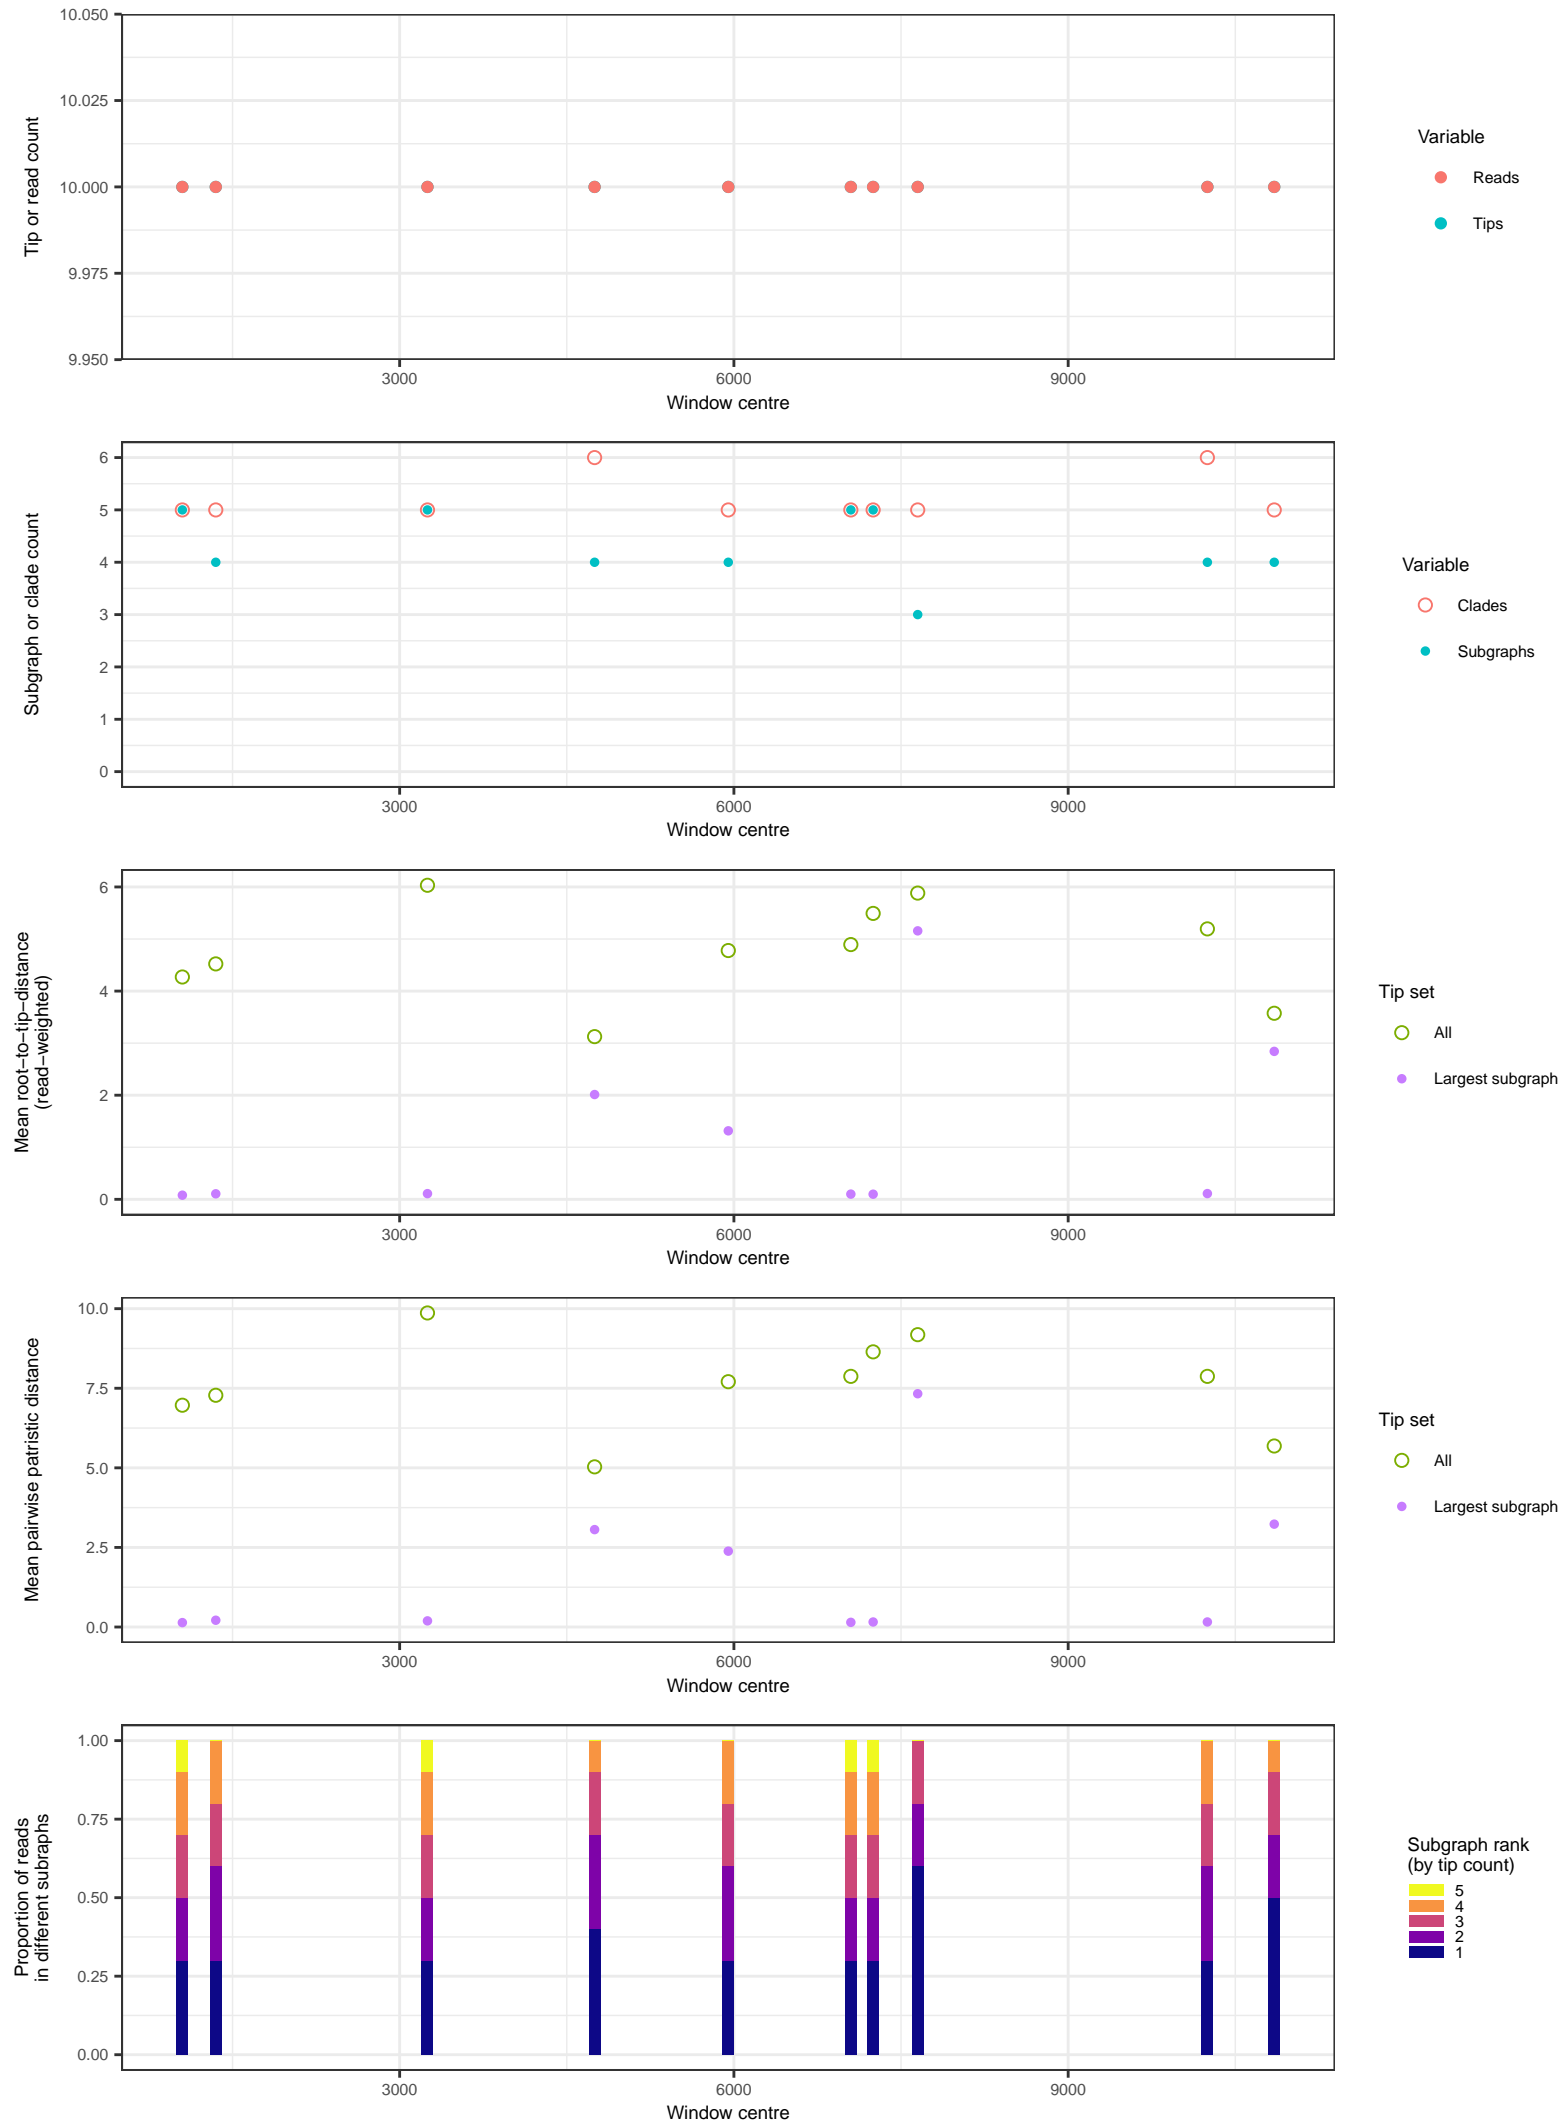 10.050
10.025
10.000
9.975
9.950
Tip or read count
3000 6000 9000
Window centre
Variable
Reads
Tips
6
5
4
3
2
1
0
Subgraph or clade count
3000 6000 9000
Window centre
Variable
Clades
Subgraphs
6
4
2
0
Mean root−to−tip−distance
(read−weighted)
3000 6000 9000
Window centre
Tip set
All
Largest subgraph
10.0
7.5
5.0
2.5
0.0
Mean pairwise patristic distance
3000 6000 9000
Window centre
Tip set
All
Largest subgraph
1.00
0.75
0.50
0.25
0.00
Proportion of reads
in different subraphs
3000 6000 9000
Window centre
Subgraph rank
(by tip count)
5
4
3
2
1